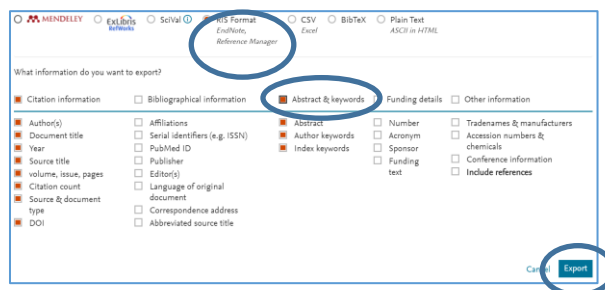 MENDELEY ExLibris RefWorks SciVal RIS Format EndNote, Reference Manager CSV Excel BibTeX Plain Text ASCII in HTML
What information do you want to export?
Citation information Bibliographical information Abstract & keywords Funding details Other information
Author(s) Affiliations Abstract Number Tradenames & manufacturers
Document title Serial identifiers (e.g. ISSN) Author keywords Acronym Accession numbers & chemicals
Year PubMed ID Index keywords Sponsor Conference information
Source title Publisher Funding text Include references
volume, issue, pages Editor(s)
Citation count Language of original document
Source & document type Correspondence address
DOI Abbreviated source title
Cancel Export